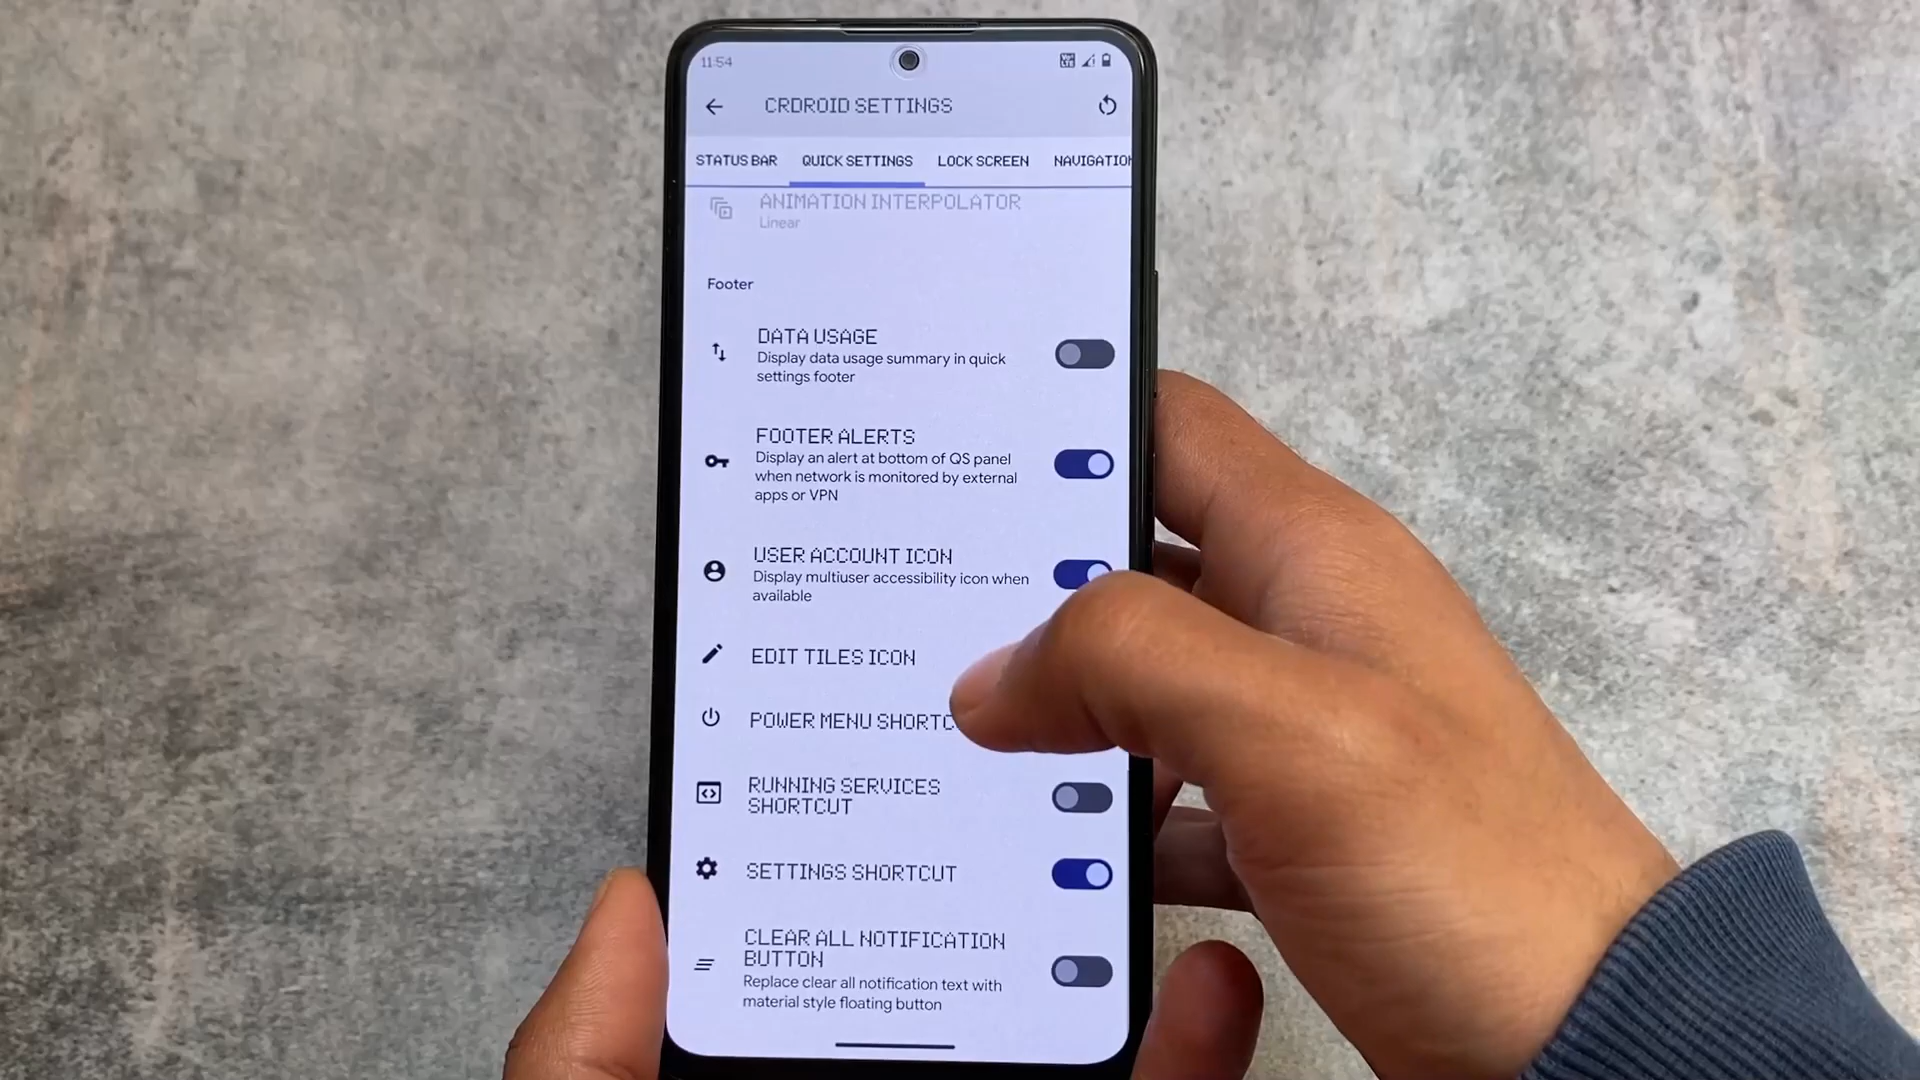 11:54
CRDROID SETTINGS
STATUS BAR QUICK SETTINGS LOCK SCREEN NAVIGATION
ANIMATION INTERPOLATOR
Linear
Footer
DATA USAGE
Display data usage summary in quick
settings footer
FOOTER ALERTS
Display an alert at bottom of QS panel
when network is monitored by external
apps or VPN
USER ACCOUNT ICON
Display multiuser accessibility icon when
available
EDIT TILES ICON
POWER MENU
RUNNING SERVICES
SHORTCUT
SETTINGS SHORTCUT
CLEAR ALL NOTIFICATION
BUTTON
Replace clear all notification text with
material style floating button